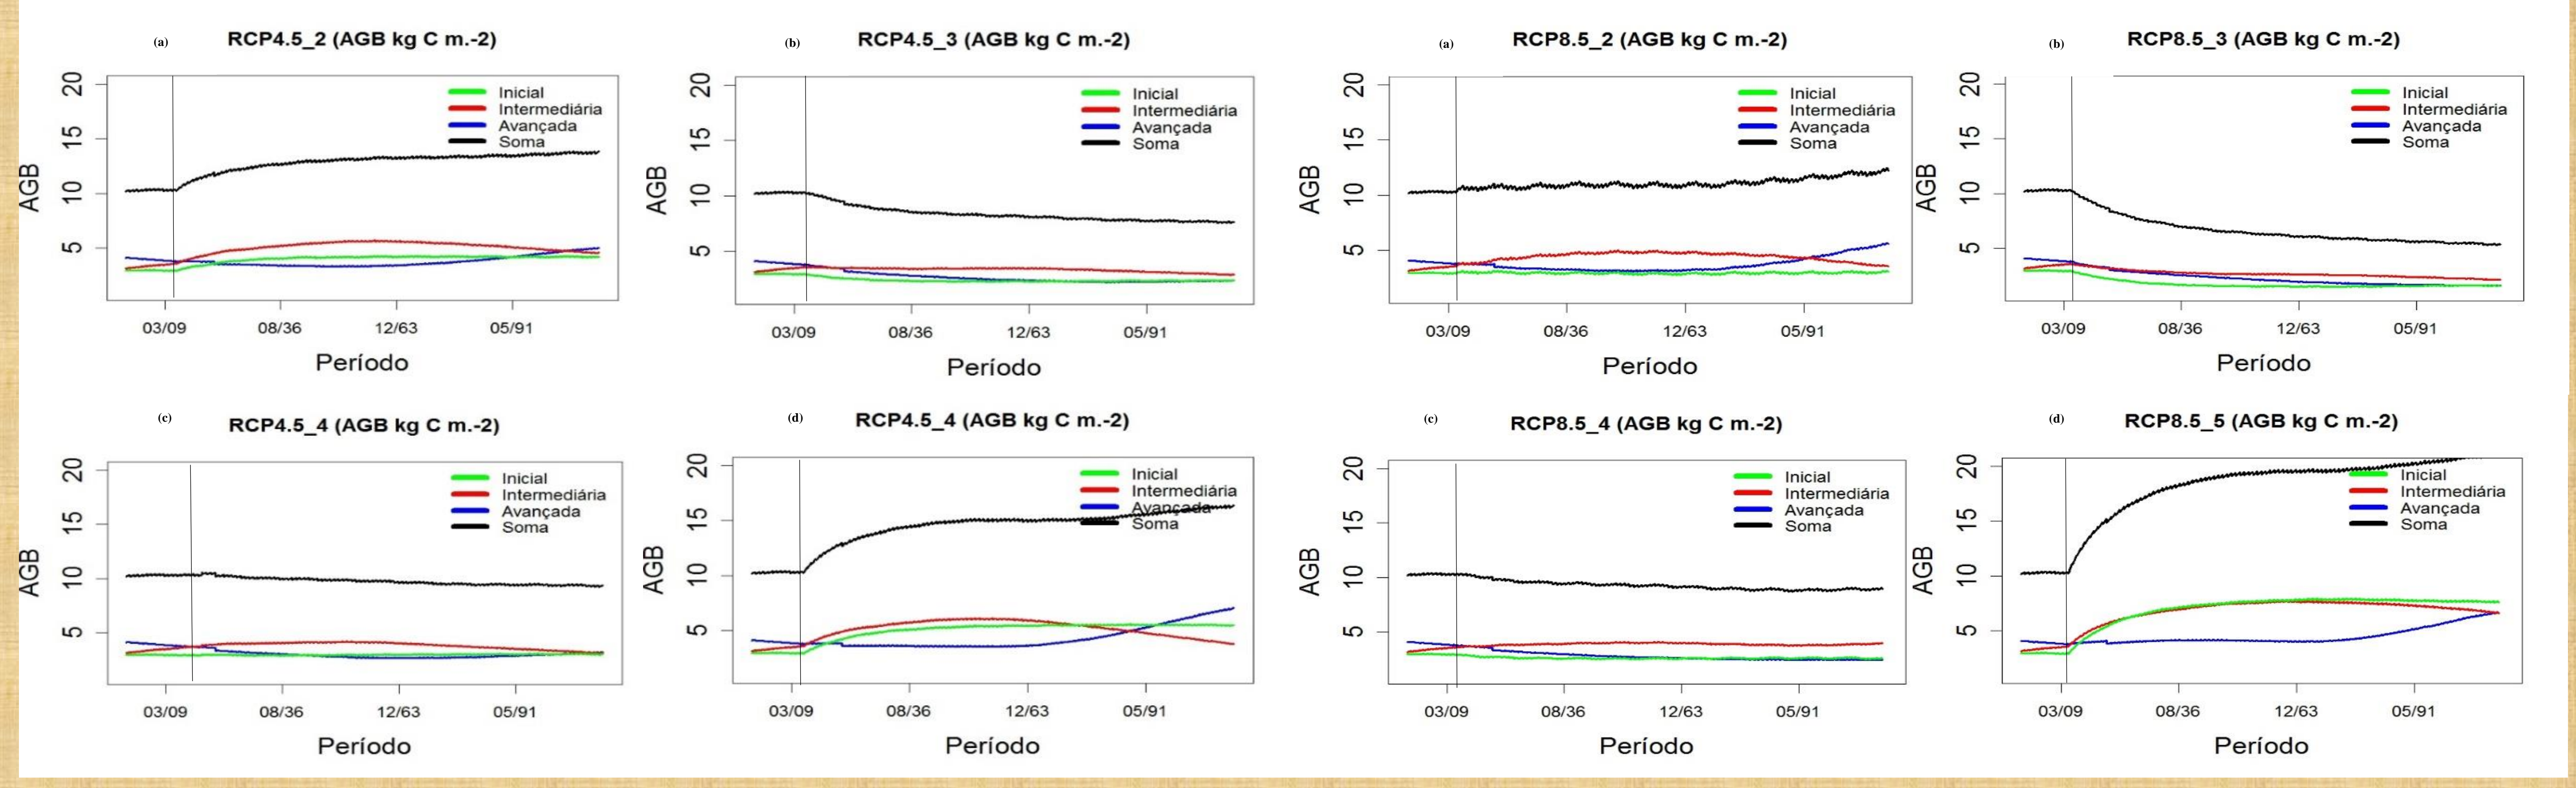 (a) RCP4.5_2 (AGB kg C m.-2)
20
15
10
5
AGB
Inicial
Intermediária
Avançada
Soma
03/09 08/36 12/63 05/91
Período
(b) RCP4.5_3 (AGB kg C m.-2)
20
15
10
5
AGB
Inicial
Intermediária
Avançada
Soma
03/09 08/36 12/63 05/91
Período
(a) RCP8.5_2 (AGB kg C m.-2)
20
15
10
5
AGB
Inicial
Intermediária
Avançada
Soma
03/09 08/36 12/63 05/91
Período
(b) RCP8.5_3 (AGB kg C m.-2)
20
15
10
5
AGB
Inicial
Intermediária
Avançada
Soma
03/09 08/36 12/63 05/91
Período
(c) RCP4.5_4 (AGB kg C m.-2)
20
15
10
5
AGB
Inicial
Intermediária
Avançada
Soma
03/09 08/36 12/63 05/91
Período
(d) RCP4.5_4 (AGB kg C m.-2)
20
15
10
5
AGB
Inicial
Intermediária
Avançada
Soma
03/09 08/36 12/63 05/91
Período
(c) RCP8.5_4 (AGB kg C m.-2)
20
15
10
5
AGB
Inicial
Intermediária
Avançada
Soma
03/09 08/36 12/63 05/91
Período
(d) RCP8.5_5 (AGB kg C m.-2)
20
15
10
5
AGB
Inicial
Intermediária
Avançada
Soma
03/09 08/36 12/63 05/91
Período